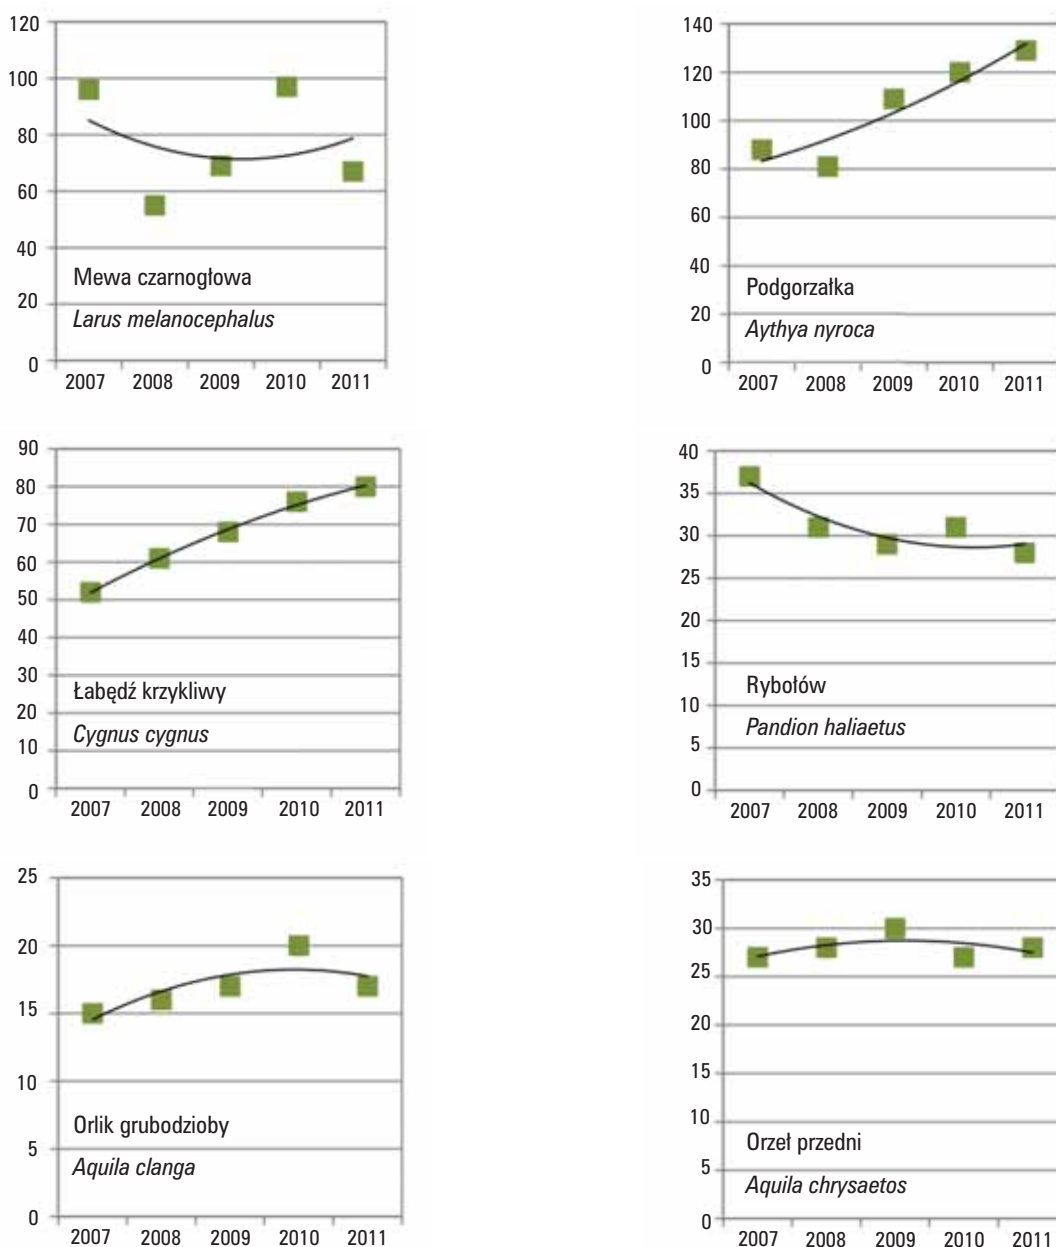 120
100
80
60
40
20
0
Mewa czarnogłowa
Larus melanocephalus
2007 2008 2009 2010 2011
140
120
100
80
60
40
20
0
Podgorzałka
Aythya nyroca
2007 2008 2009 2010 2011
90
80
70
60
50
40
30
20
10
0
Łabędź krzykliwy
Cygnus cygnus
2007 2008 2009 2010 2011
40
35
30
25
20
15
10
5
0
Rybołów
Pandion haliaetus
2007 2008 2009 2010 2011
25
20
15
10
5
0
Orlik grubodzioby
Aquila clanga
2007 2008 2009 2010 2011
35
30
25
20
15
10
5
0
Orzeł przedni
Aquila chrysaetos
2007 2008 2009 2010 2011